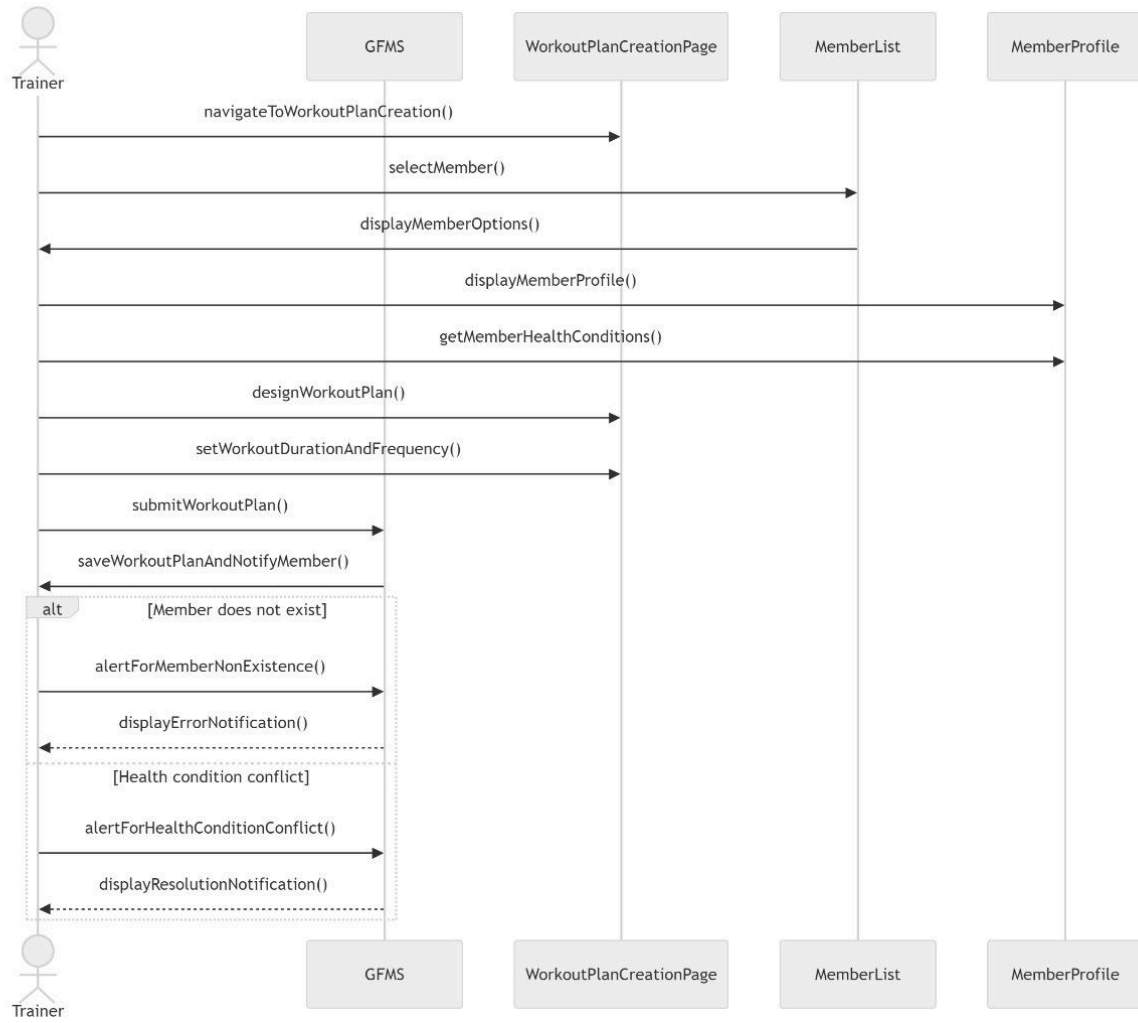 GFMS
WorkoutPlanCreationPage
MemberList
MemberProfile
Trainer
navigateToWorkoutPlanCreation()
selectMember()
displayMemberOptions()
displayMemberProfile()
getMemberHealthConditions()
designWorkoutPlan()
setWorkoutDurationAndFrequency()
submitWorkoutPlan()
saveWorkoutPlanAndNotifyMember()
alt
[Member does not exist]
alertForMemberNonExistence()
displayErrorNotification()
[Health condition conflict]
alertForHealthConditionConflict()
displayResolutionNotification()
GFMS
WorkoutPlanCreationPage
MemberList
MemberProfile
Trainer